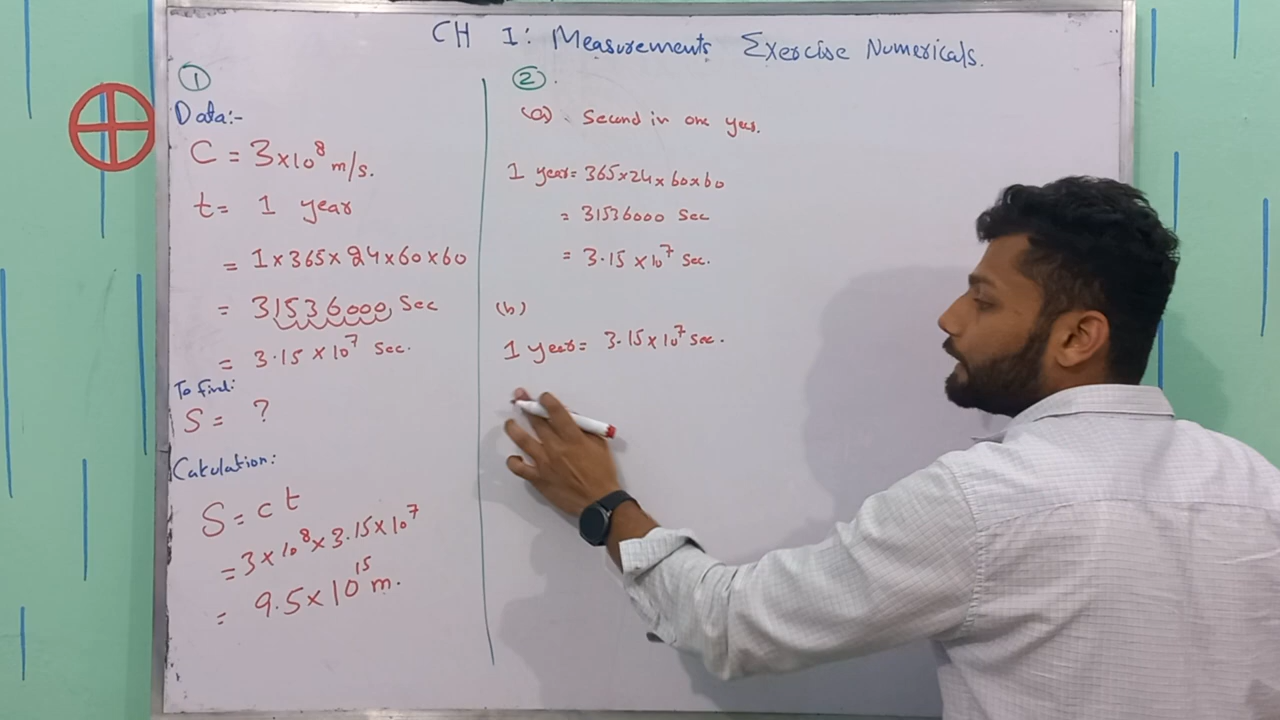 CH 1: Measurements Exercise Numericals.
①
Data:-
C = 3×10⁸ m/s.
t = 1 year
= 1×365×24×60×60
= 31536000 Sec
= 3.15×10⁷ Sec.
To find:
S = ?
Calculation:
S = ct
= 3×10⁸×3.15×10⁷
= 9.5×10¹⁵ m.
②.
(a) Second in one year.
1 year = 365×24×60×60
= 31536000 Sec
= 3.15×10⁷ Sec.
(b)
1 year = 3.15×10⁷ Sec.